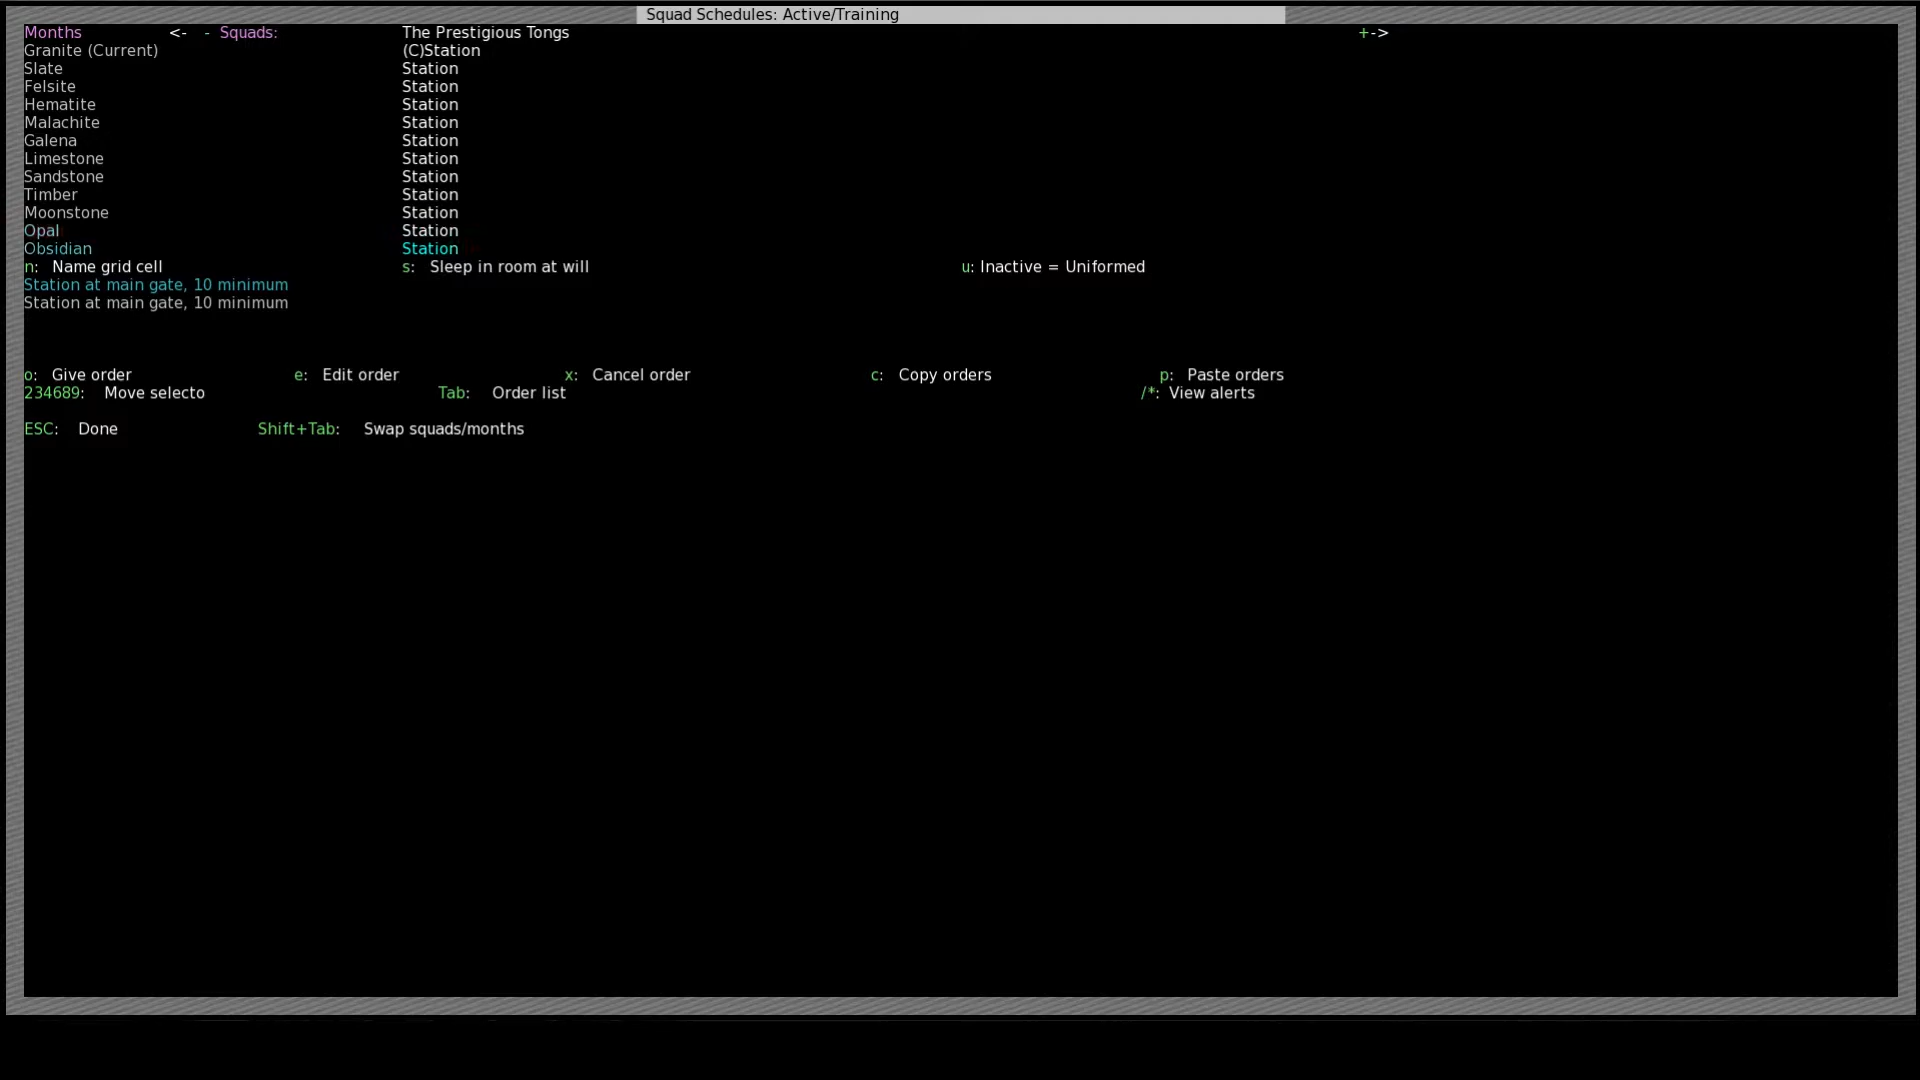 Squad Schedules: Active/Training
Months <- - Squads: The Prestigious Tongs +->
Granite (Current) (C)Station
Slate Station
Felsite Station
Hematite Station
Malachite Station
Galena Station
Limestone Station
Sandstone Station
Timber Station
Moonstone Station
Opal Station
Obsidian Station
n: Name grid cell s: Sleep in room at will u: Inactive = Uniformed
Station at main gate, 10 minimum
Station at main gate, 10 minimum
o: Give order e: Edit order x: Cancel order c: Copy orders p: Paste orders
234689: Move selecto Tab: Order list /*: View alerts
ESC: Done Shift+Tab: Swap squads/months